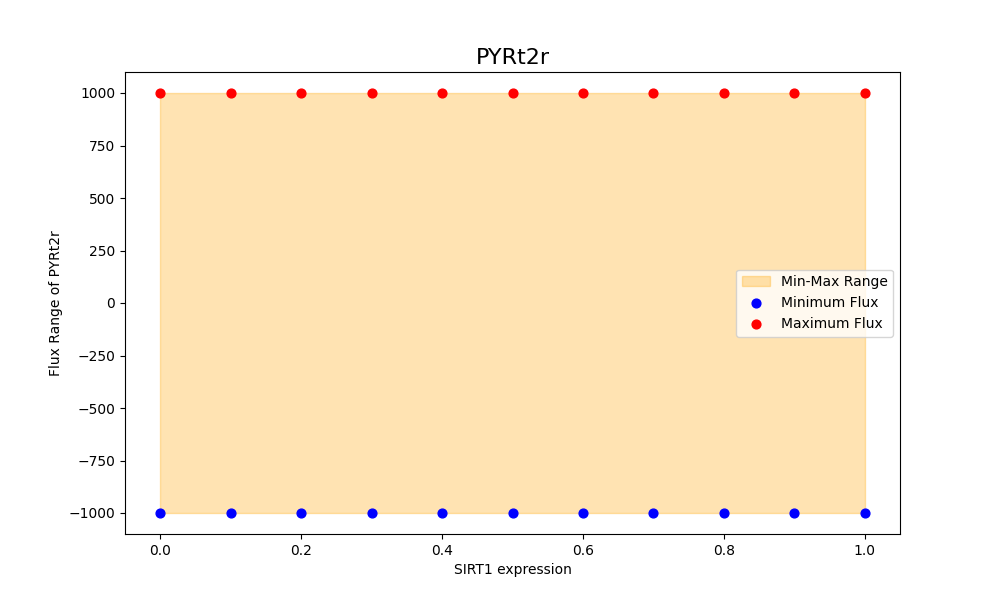 PYRt2r
1000
750
500
250
0
−250
−500
−750
−1000
Flux Range of PYRt2r
Min-Max Range
Minimum Flux
Maximum Flux
0.0 0.2 0.4 0.6 0.8 1.0
SIRT1 expression